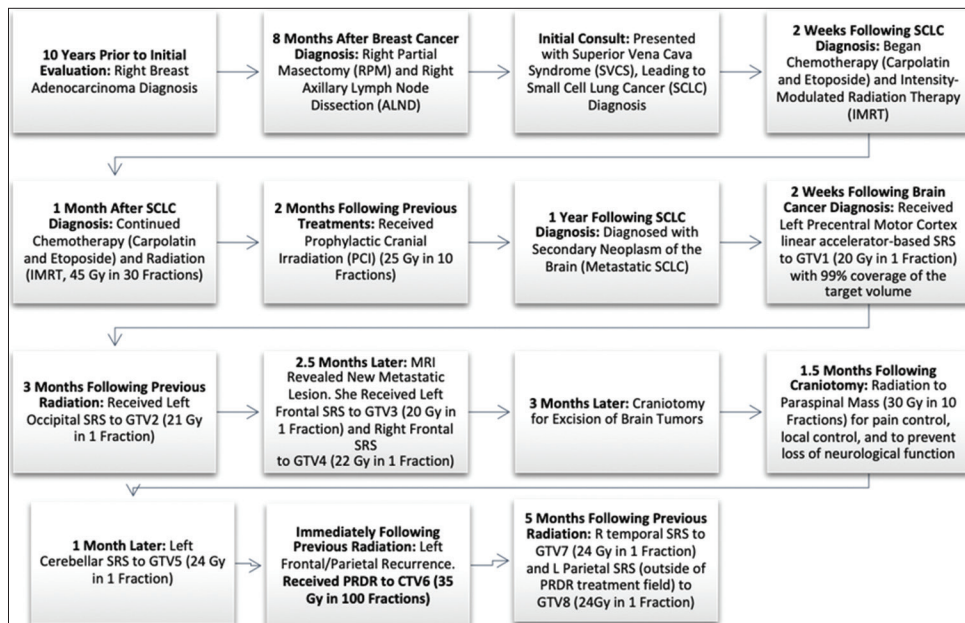 10 Years Prior to Initial
Evaluation: Right Breast
Adenocarcinoma Diagnosis
8 Months After Breast Cancer
Diagnosis: Right Partial
Masectomy (RPM) and Right
Axillary Lymph Node
Dissection (ALND)
Initial Consult: Presented with
Superior Vena Cava
Syndrome (SVCS), Leading to
Small Cell Lung Cancer (SCLC)
Diagnosis
2 Weeks Following SCLC
Diagnosis: Began
Chemotherapy (Carpolatin
and Etoposide) and Intensity-
Modulated Radiation Therapy
(IMRT)
1 Month After SCLC
Diagnosis: Continued
Chemotherapy (Carpolatin
and Etoposide) and Radiation
(IMRT, 45 Gy in 30 Fractions)
2 Months Following Previous
Treatments: Received
Prophylactic Cranial
Irradiation (PCI) (25 Gy in 10
Fractions)
1 Year Following SCLC
Diagnosis: Diagnosed with
Secondary Neoplasm of the
Brain (Metastatic SCLC)
2 Weeks Following Brain
Cancer Diagnosis: Received
Left Precentral Motor Cortex
linear accelerator-based SRS
to GTV1 (20 Gy in 1 Fraction)
with 99% coverage of the
target volume
3 Months Following Previous
Radiation: Received Left
Occipital SRS to GTV2 (21 Gy
in 1 Fraction)
2.5 Months Later: MRI
Revealed New Metastatic
Lesion. She Received Left
Frontal SRS to GTV3 (20 Gy in
1 Fraction) and Right Frontal
SRS
to GTV4 (22 Gy in 1 Fraction)
3 Months Later: Craniotomy
for Excision of Brain Tumors
1.5 Months Following
Craniotomy: Radiation to
Paraspinal Mass (30 Gy in 10
Fractions) for pain control,
local control, and to prevent
loss of neurological function
1 Month Later: Left
Cerebellar SRS to GTV5 (24 Gy
in 1 Fraction)
Immediately Following
Previous Radiation: Left
Frontal/Parietal Recurrence.
Received PRDR to CTV6 (35
Gy in 100 Fractions)
5 Months Following Previous
Radiation: R temporal SRS to
GTV7 (24 Gy in 1 Fraction)
and L Parietal SRS (outside of
PRDR treatment field) to
GTV8 (24Gy in 1 Fraction)